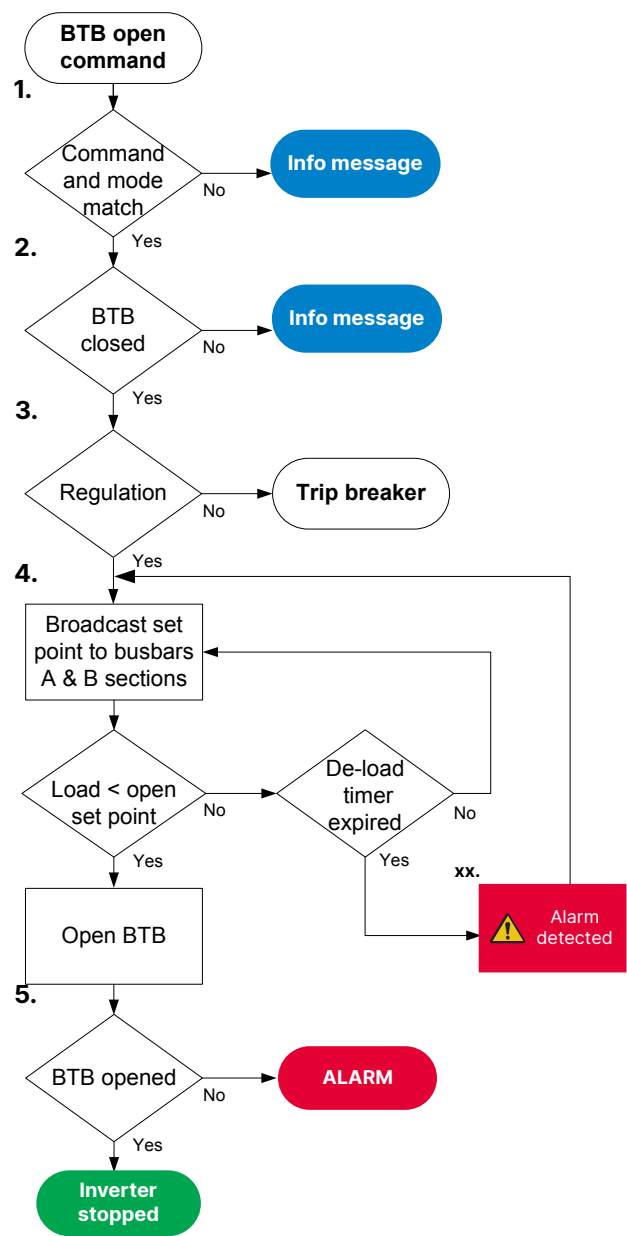 BTB open
command
1.
Command
and mode
match
No
Info message
Yes
2.
BTB
closed
No
Info message
Yes
3.
Regulation
No
Trip breaker
Yes
4.
Broadcast set
point to busbars
A & B sections
Load < open
set point
No
De-load
timer
expired
No
Yes
Yes
xx.
Alarm
detected
Open BTB
5.
BTB opened
No
ALARM
Yes
Inverter
stopped